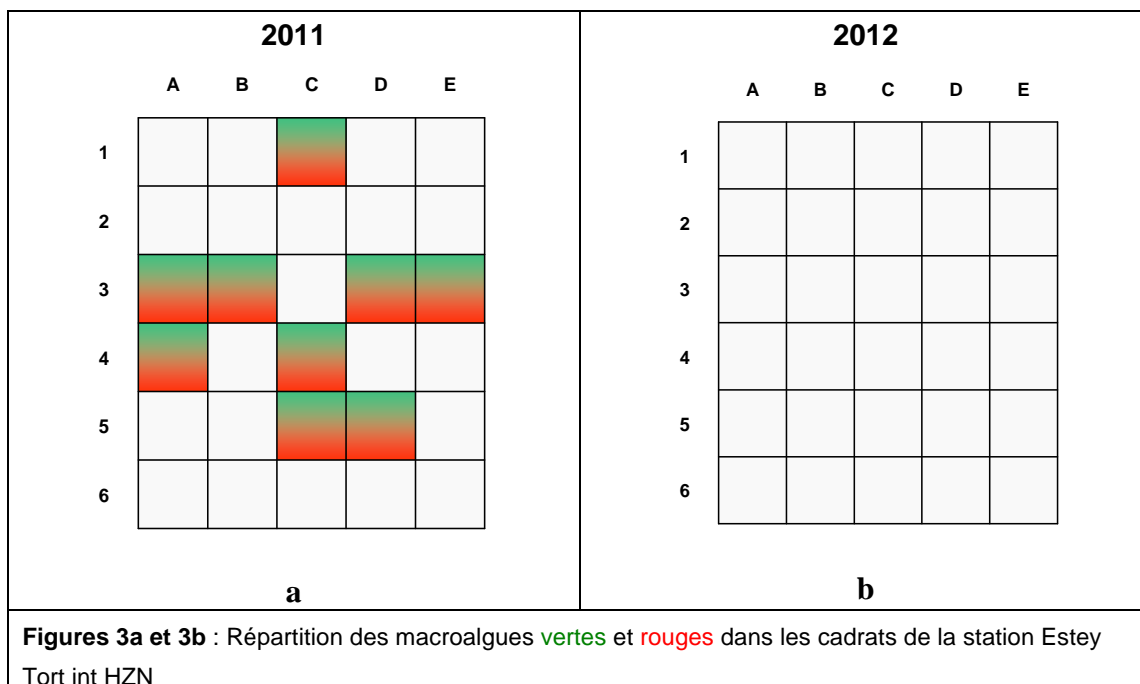 2011
A B C D E
1
2
3
4
5
6
a
2012
A B C D E
1
2
3
4
5
6
b
Figures 3a et 3b : Répartition des macroalgues vertes et rouges dans les cadrats de la station Estey
Tort int HZN